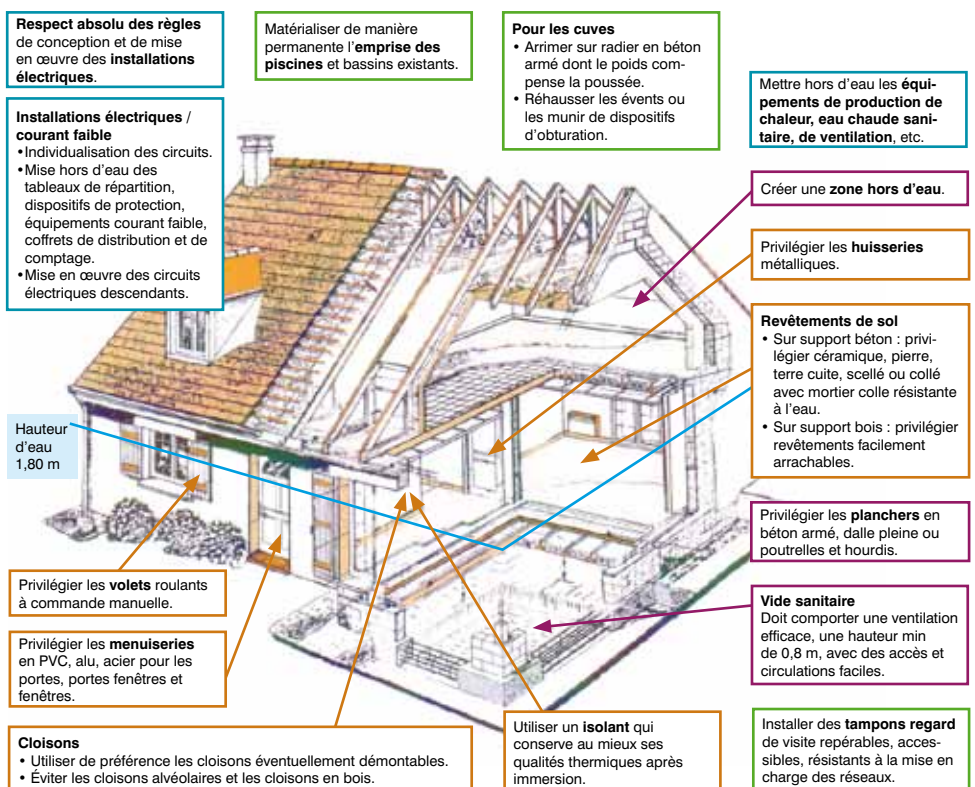 Respect absolu des règles
de conception et de mise
en œuvre des installations
électriques.
Matérialiser de manière
permanente l'emprise des
piscines et bassins existants.
Pour les cuves
• Arrimer sur radier en béton
armé dont le poids com-
pense la poussée.
• Réhausser les évents ou
les munir de dispositifs
d'obturation.
Mettre hors d'eau les équi-
pements de production de
chaleur, eau chaude sani-
taire, de ventilation, etc.
Installations électriques /
courant faible
•Individualisation des circuits.
•Mise hors d'eau des
tableaux de répartition,
dispositifs de protection,
équipements courant faible,
coffrets de distribution et de
comptage.
•Mise en œuvre des circuits
électriques descendants.
Créer une zone hors d'eau.
Privilégier les huisseries
métalliques.
Revêtements de sol
• Sur support béton : privi-
légier céramique, pierre,
terre cuite, scellé ou collé
avec mortier colle résistante
à l'eau.
• Sur support bois : privilégier
revêtements facilement
arrachables.
Hauteur
d'eau
1,80 m
Privilégier les planchers en
béton armé, dalle pleine ou
poutrelles et hourdis.
Privilégier les volets roulants
à commande manuelle.
Vide sanitaire
Doit comporter une ventilation
efficace, une hauteur min
de 0,8 m, avec des accès et
circulations faciles.
Privilégier les menuiseries
en PVC, alu, acier pour les
portes, portes fenêtres et
fenêtres.
Cloisons
• Utiliser de préférence les cloisons éventuellement démontables.
• Éviter les cloisons alvéolaires et les cloisons en bois.
Utiliser un isolant qui
conserve au mieux ses
qualités thermiques après
immersion.
Installer des tampons regard
de visite repérables, acces-
sibles, résistants à la mise en
charge des réseaux.